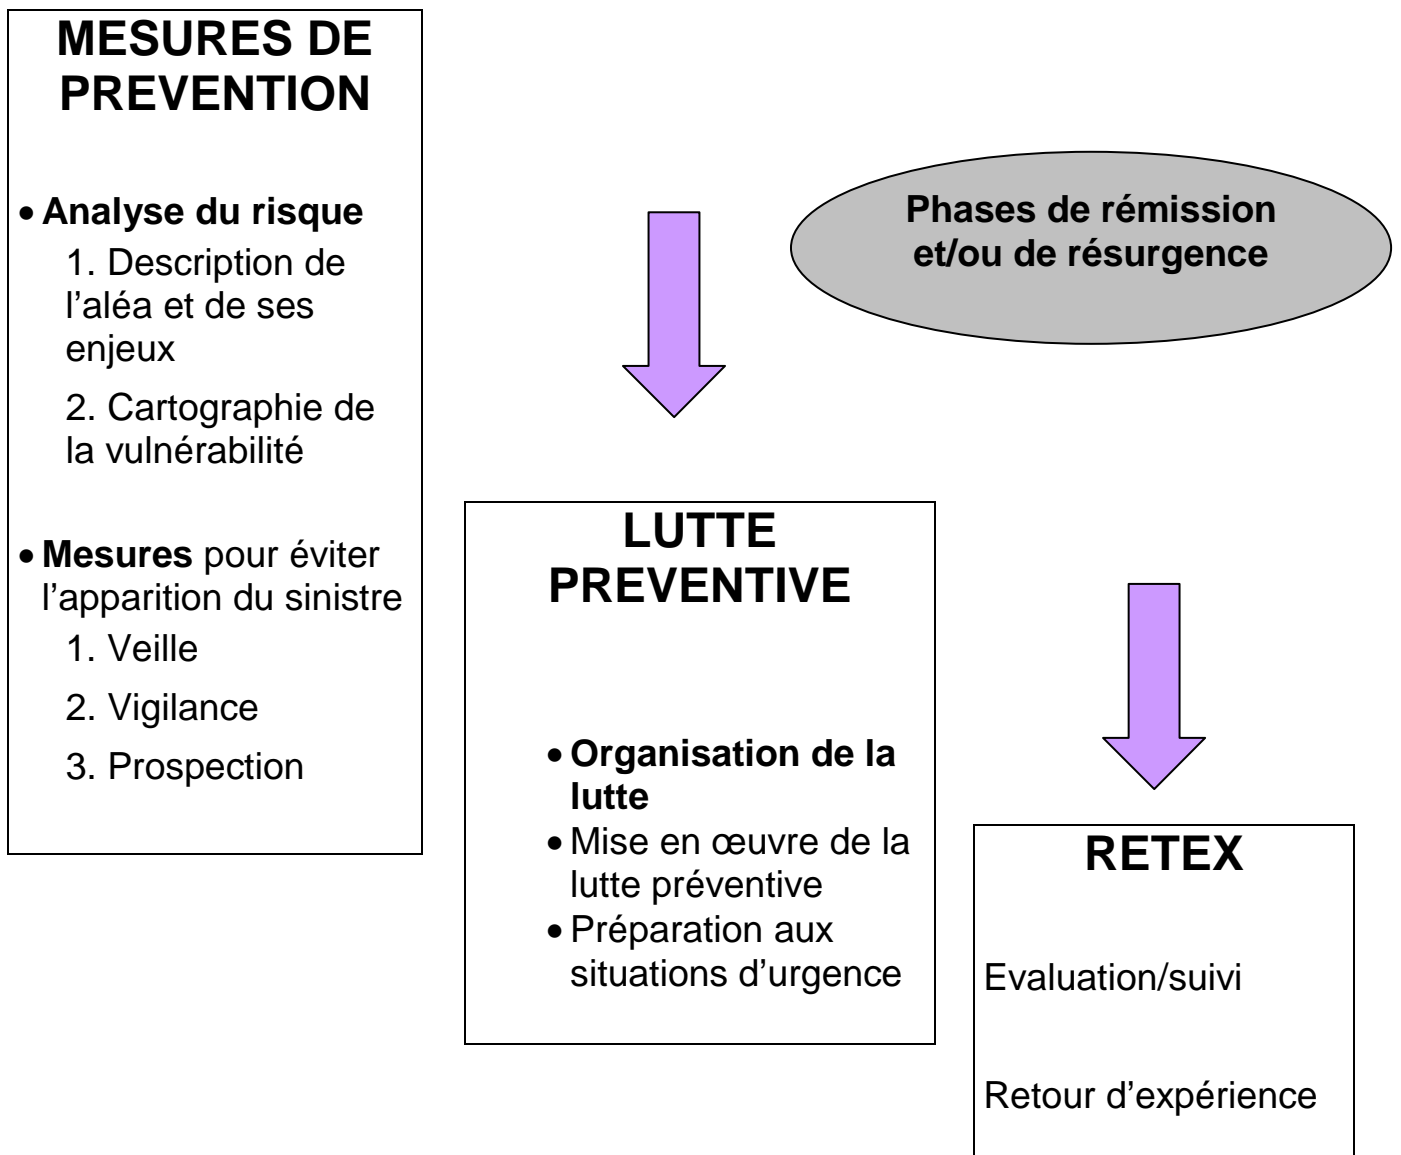 MESURES DE
PREVENTION
• Analyse du risque
1. Description de
l’aléa et de ses
enjeux
2. Cartographie de
la vulnérabilité
• Mesures pour éviter
l’apparition du sinistre
1. Veille
2. Vigilance
3. Prospection
Phases de rémission
et/ou de résurgence
LUTTE
PREVENTIVE
• Organisation de la
lutte
• Mise en œuvre de la
lutte préventive
• Préparation aux
situations d’urgence
RETEX
Evaluation/suivi
Retour d’expérience